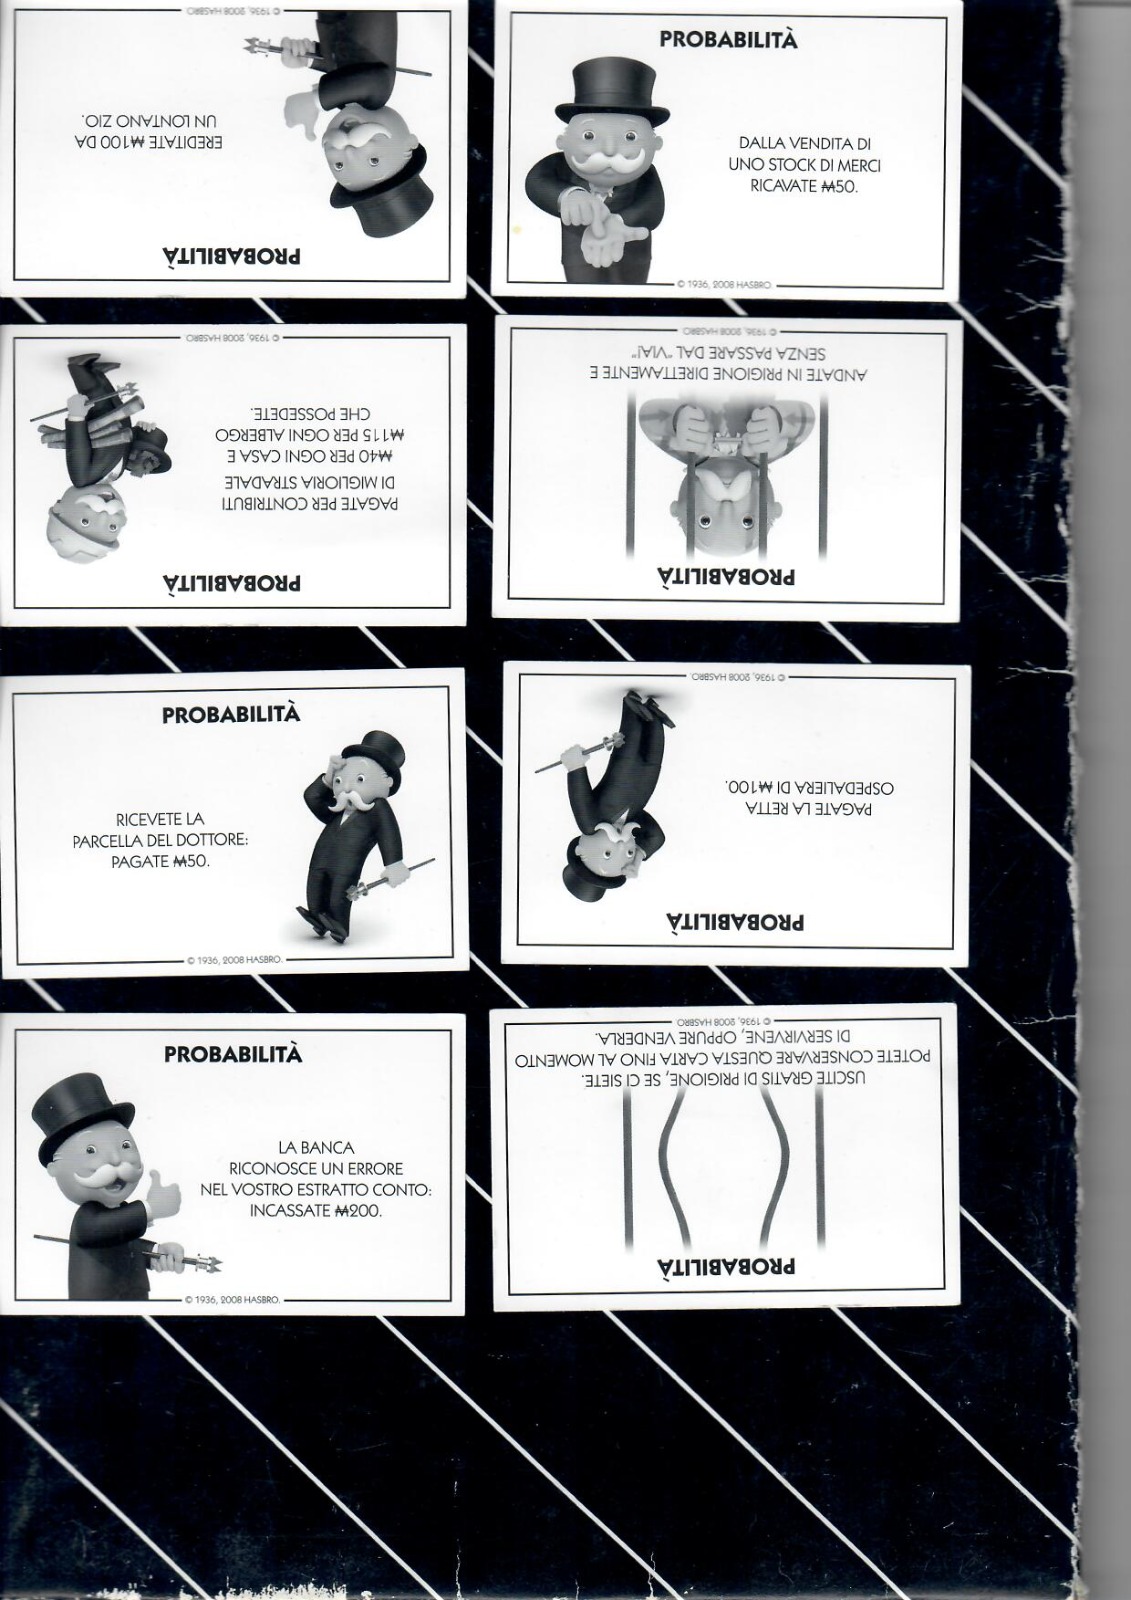 PROBABILITÀ
EREDITATE ₩100 DA
UN LONTANO ZIO.
© 1936, 2008 HASBRO.
PROBABILITÀ
DALLA VENDITA DI
UNO STOCK DI MERCI
RICAVATE ₩50.
© 1936, 2008 HASBRO.
PROBABILITÀ
PAGATE PER CONTRIBUTI
DI MIGLIORIA STRADALE
₩40 PER OGNI CASA E
₩115 PER OGNI ALBERGO
CHE POSSEDETE.
© 1936, 2008 HASBRO.
PROBABILITÀ
ANDATE IN PRIGIONE DIRETTAMENTE E
SENZA PASSARE DAL "VIA!"
© 1936, 2008 HASBRO.
PROBABILITÀ
RICEVETE LA
PARCELLA DEL DOTTORE:
PAGATE ₩50.
© 1936, 2008 HASBRO.
PROBABILITÀ
PAGATE LA RETTA
OSPEDALIERA DI ₩100.
© 1936, 2008 HASBRO.
PROBABILITÀ
LA BANCA
RICONOSCE UN ERRORE
NEL VOSTRO ESTRATTO CONTO:
INCASSATE ₩200.
© 1936, 2008 HASBRO.
PROBABILITÀ
USCITE GRATIS DI PRIGIONE, SE CI SIETE.
POTETE CONSERVARE QUESTA CARTA FINO AL MOMENTO
DI SERVIRVENE, OPPURE VENDERLA.
© 1936, 2008 HASBRO.